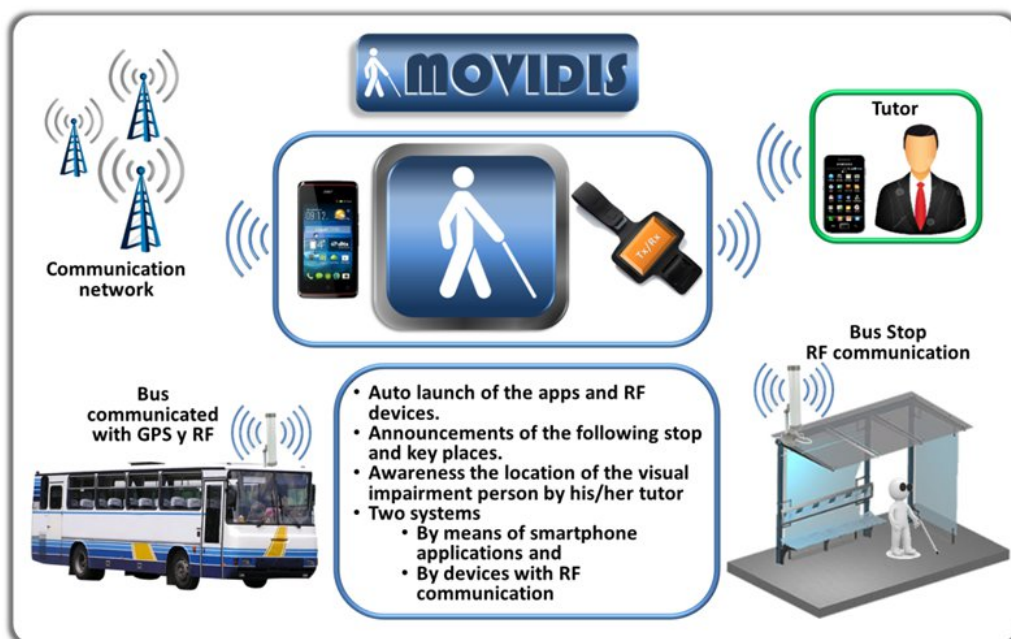 MOVIDIS
Tutor
Communication
network
Tx/Rx
Bus Stop
RF communication
Bus
communicated
with GPS y RF
• Auto launch of the apps and RF
devices.
• Announcements of the following stop
and key places.
• Awareness the location of the visual
impairment person by his/her tutor
• Two systems
• By means of smartphone
applications and
• By devices with RF
communication